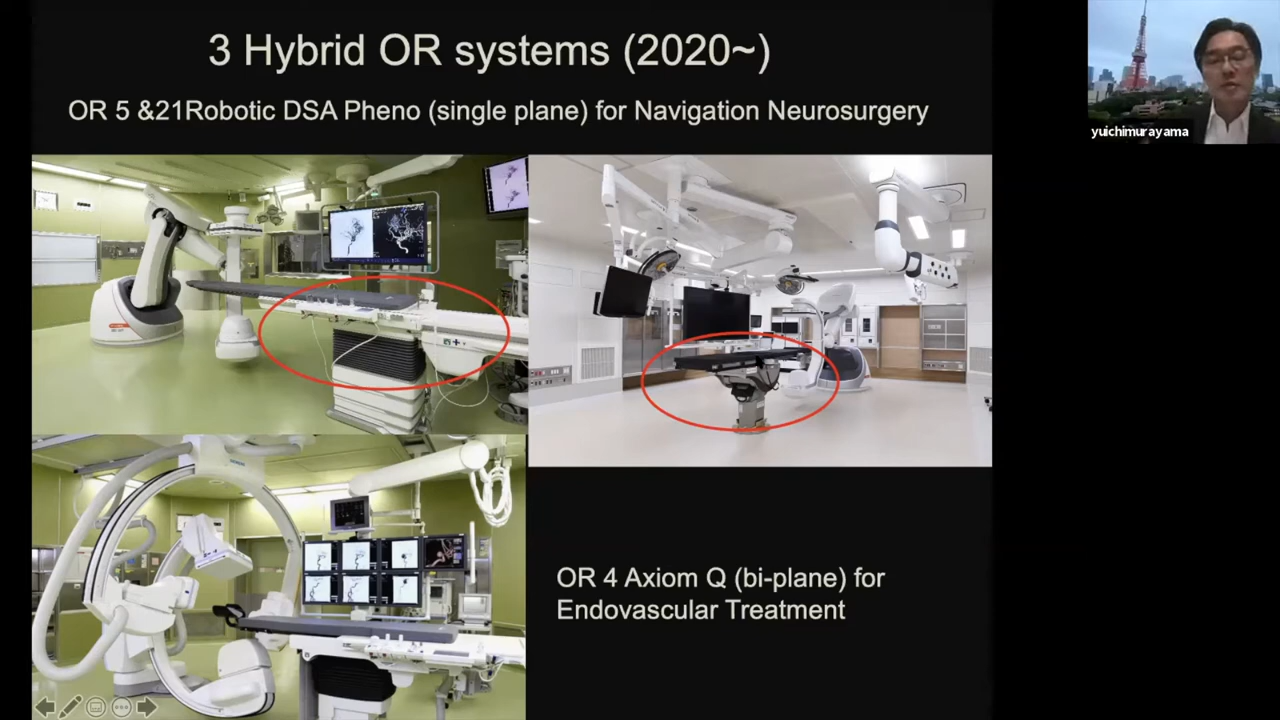 3 Hybrid OR systems (2020~)
OR 5 &21Robotic DSA Pheno (single plane) for Navigation Neurosurgery
yuichimurayama
OR 4 Axiom Q (bi-plane) for
Endovascular Treatment